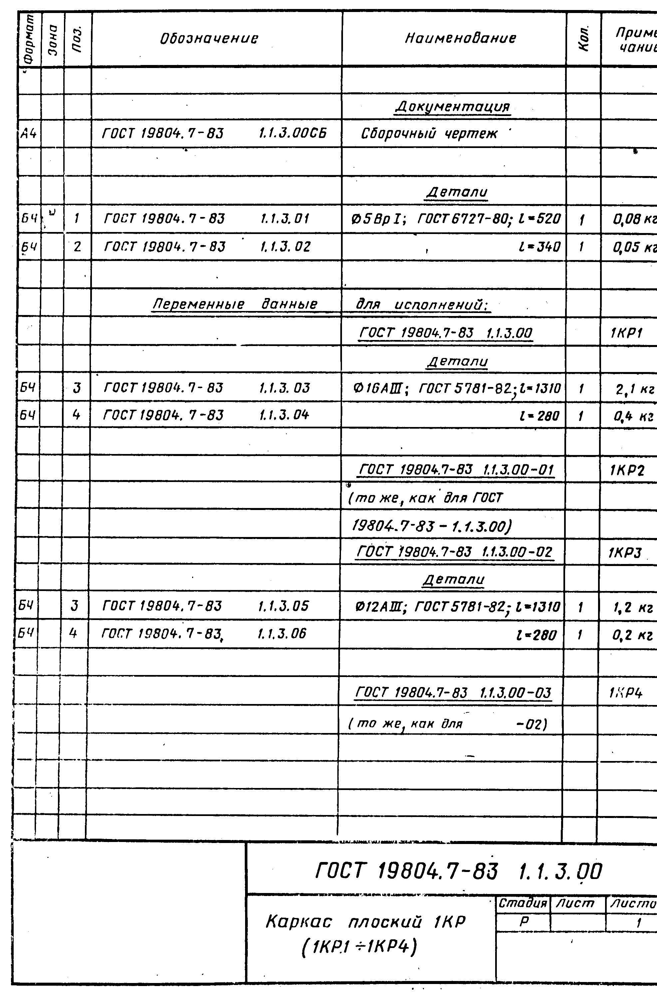 Формат Зона Поз. Обозначение Наименование Кол. Приме
чание
Документация
А4 ГОСТ 19804.7-83 1.1.3.00СБ Сборочный чертеж
Детали
БЧ 1 ГОСТ 19804.7-83 1.1.3.01 Ø5ВрI; ГОСТ 6727-80; l=520 1 0,08 кг
БЧ 2 ГОСТ 19804.7-83 1.1.3.02 l=340 1 0,05 кг
Переменные данные для исполнений:
ГОСТ 19804.7-83 1.1.3.00 1КР1
Детали
БЧ 3 ГОСТ 19804.7-83 1.1.3.03 Ø16АIII; ГОСТ 5781-82; l=1310 1 2,1 кг
БЧ 4 ГОСТ 19804.7-83 1.1.3.04 l=280 1 0,4 кг
ГОСТ 19804.7-83 1.1.3.00-01 1КР2
(то же, как для ГОСТ
19804.7-83 - 1.1.3.00)
ГОСТ 19804.7-83 1.1.3.00-02 1КР3
Детали
БЧ 3 ГОСТ 19804.7-83 1.1.3.05 Ø12АIII; ГОСТ 5781-82; l=1310 1 1,2 кг
БЧ 4 ГОСТ 19804.7-83 1.1.3.06 l=280 1 0,2 кг
ГОСТ 19804.7-83 1.1.3.00-03 1КР4
(то же, как для -02)
ГОСТ 19804.7-83 1.1.3.00
Каркас плоский 1КР
(1КР1÷1КР4)
Стадия Лист Листо
Р 1